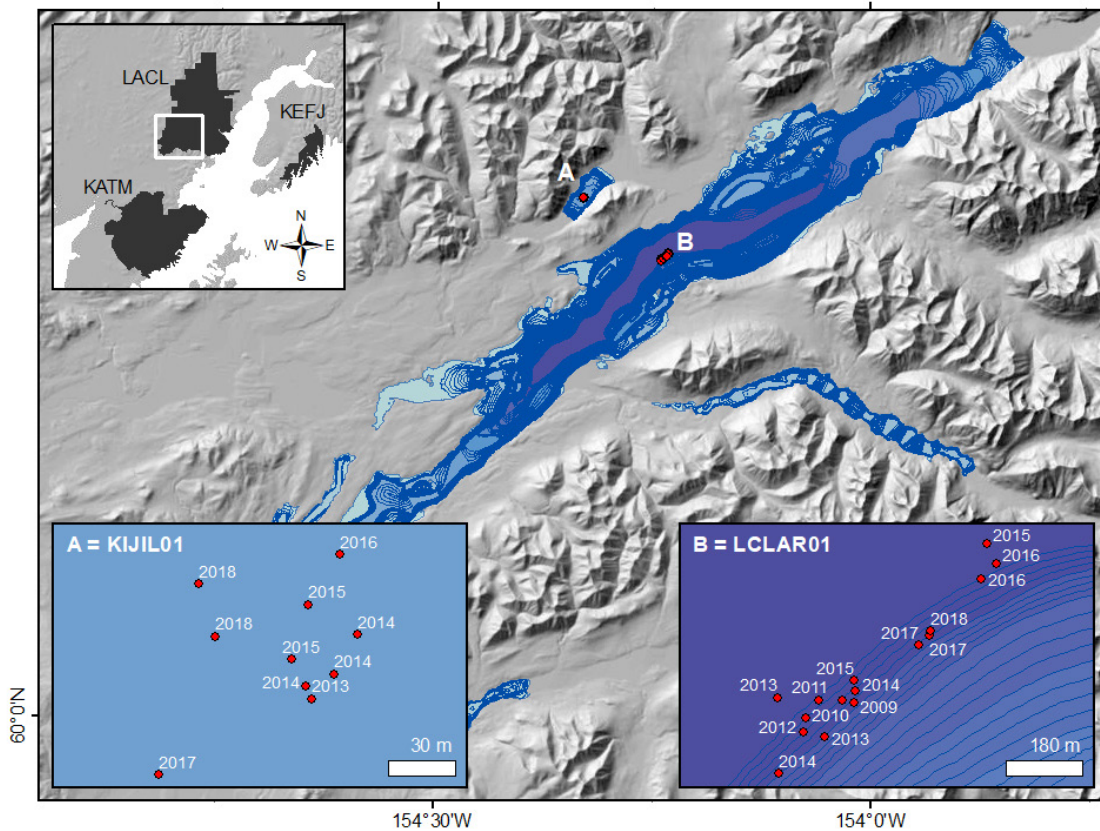 LACL
KEFJ
KATM
N
W E
S
A
B
A = KIJIL01
2016
2018
2015
2018
2014
2015
2014
2014
2013
2017
30 m
B = LCLAR01
2015
2016
2016
2018
2017
2017
2015
2013
2011
2014
2009
2010
2012
2013
2014
180 m
60°0'N
154°30'W
154°0'W